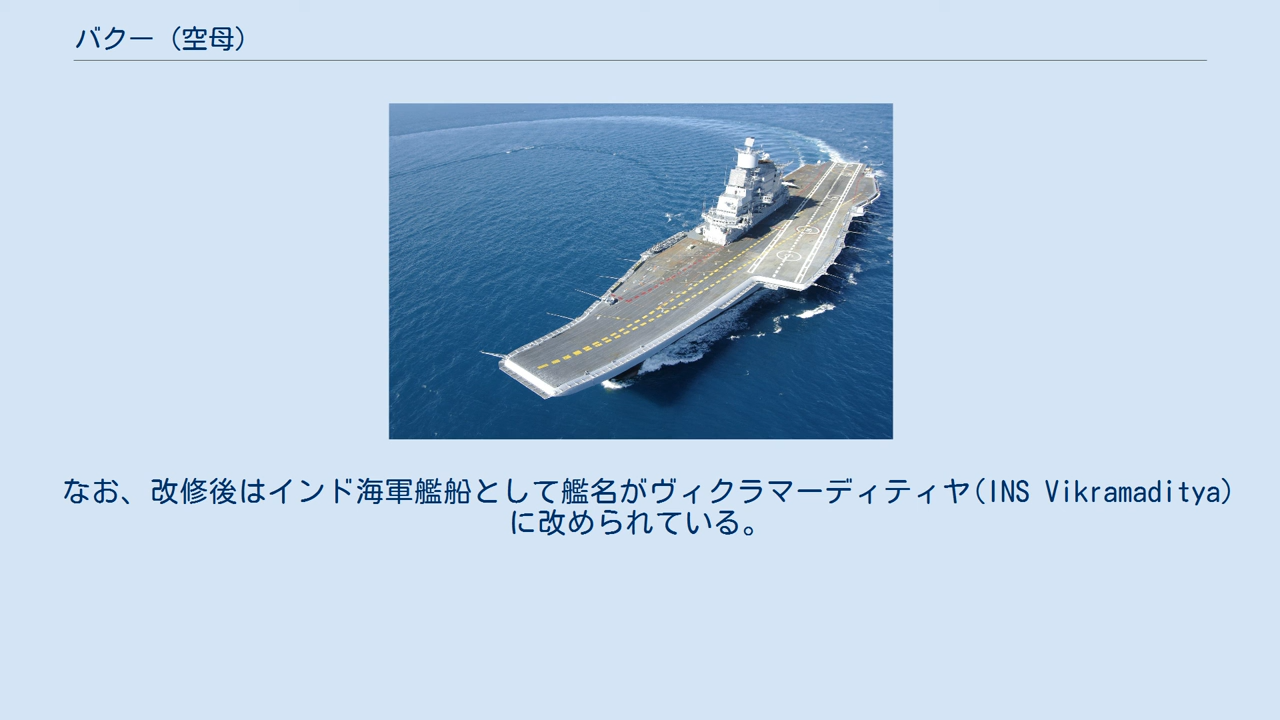 バクー（空母）
なお、改修後はインド海軍艦船として艦名がヴィクラマーディティヤ(INS Vikramaditya)
に改められている。